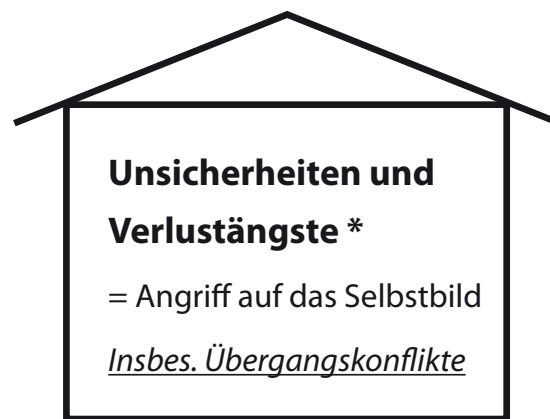 Unsicherheiten und
Verlustängste *
= Angriff auf das Selbstbild
Insbes. Übergangskonflikte